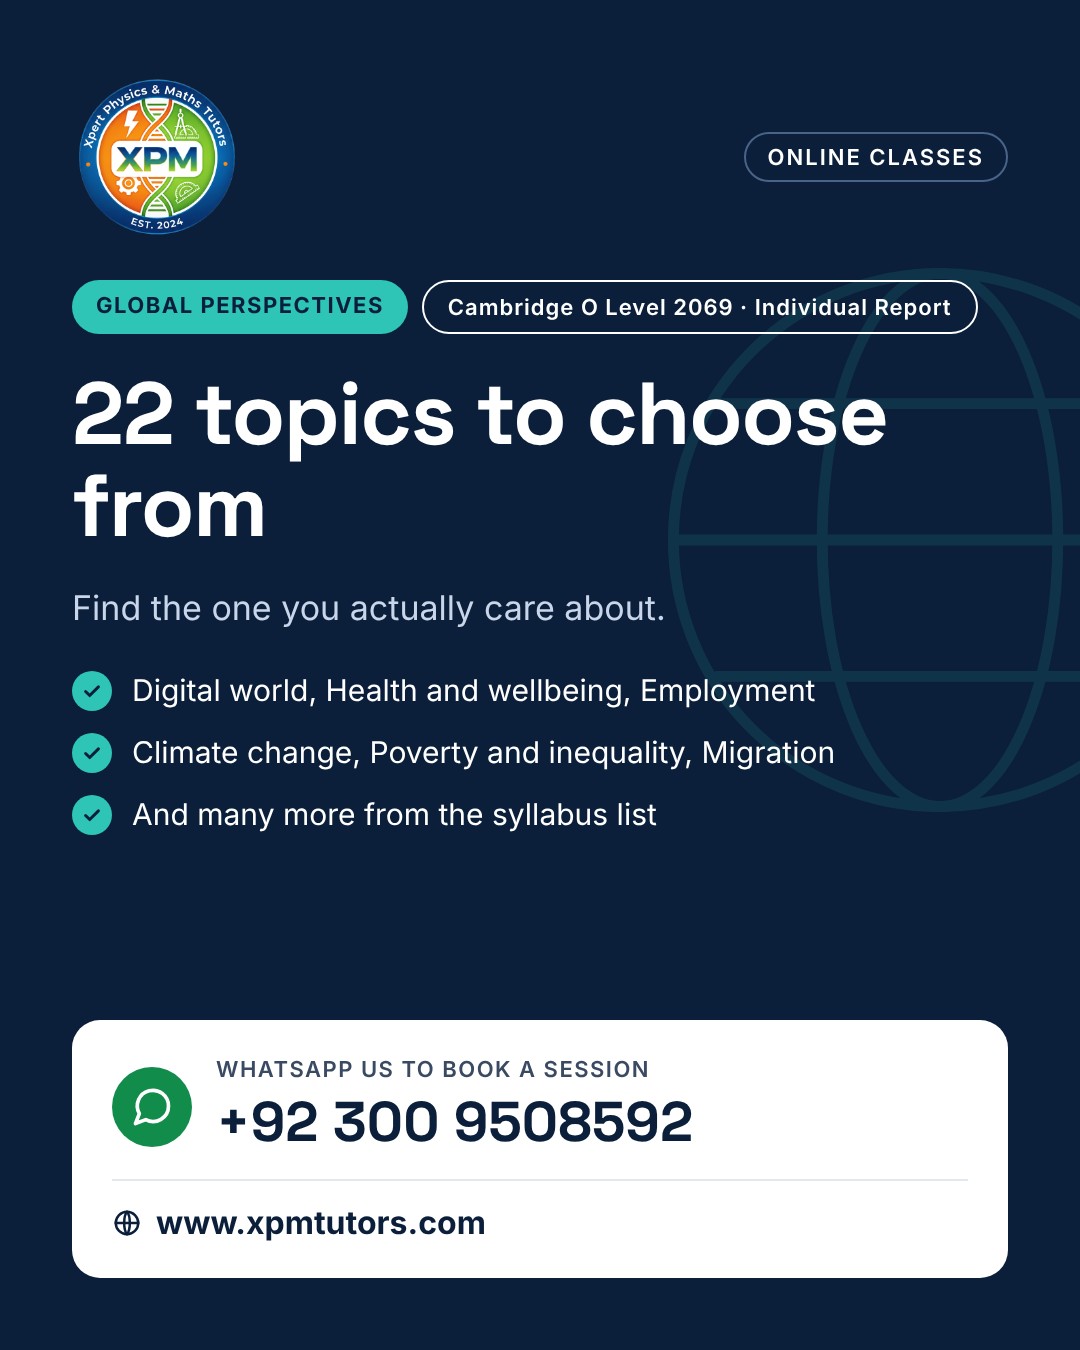 Xpert Physics & Maths Tutors
XPM
EST. 2024
ONLINE CLASSES
GLOBAL PERSPECTIVES
Cambridge O Level 2069 · Individual Report
22 topics to choose
from
Find the one you actually care about.
Digital world, Health and wellbeing, Employment
Climate change, Poverty and inequality, Migration
And many more from the syllabus list
WHATSAPP US TO BOOK A SESSION
+92 300 9508592
www.xpmtutors.com